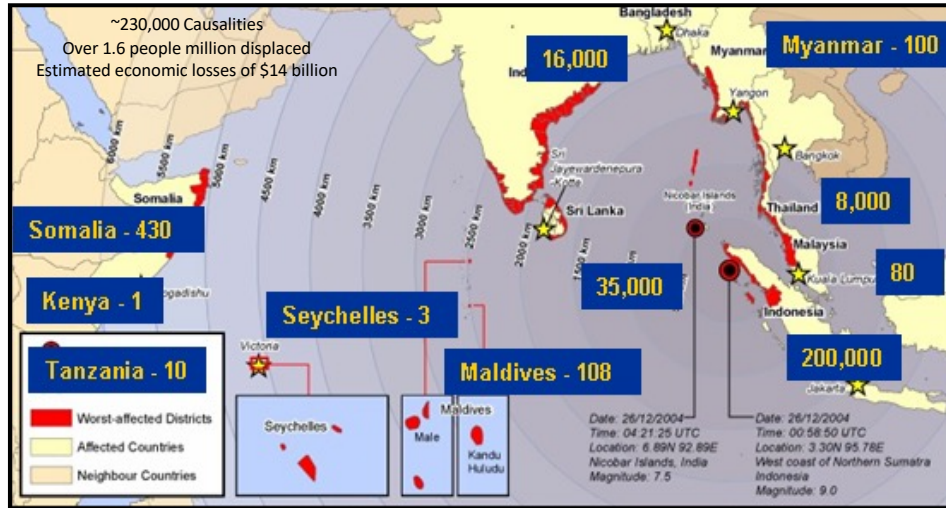 ~230,000 Causalities
Over 1.6 people million displaced
Estimated economic losses of $14 billion
Bangladesh
Dhaka
Myanmar
Myanmar - 100
16,000
Yangon
Bangkok
6000 km
5500 km
5000 km
4500 km
4000 km
3500 km
3000 km
2500 km
2000 km
1500 km
Somalia
Sri
Jayewardenepura
-Kotte
Sri Lanka
Nicobar Islands
(India)
Thailand
8,000
Malaysia
Kuala Lumpu
80
Somalia - 430
35,000
Indonesia
Kenya - 1
ogadishu
Seychelles - 3
Victoria
200,000
Jakarta
Tanzania - 10
Maldives - 108
Worst-affected Districts
Affected Countries
Neighbour Countries
Seychelles
Maldives
Male
Kandu
Huludu
Date: 26/12/2004
Time: 04:21:25 UTC
Location: 6.89N 92.89E
Nicobar Islands, India
Magnitude: 7.5
Date: 26/12/2004
Time: 00:58:50 UTC
Location: 3.30N 95.78E
West coast of Northern Sumatra
Indonesia
Magnitude: 9.0